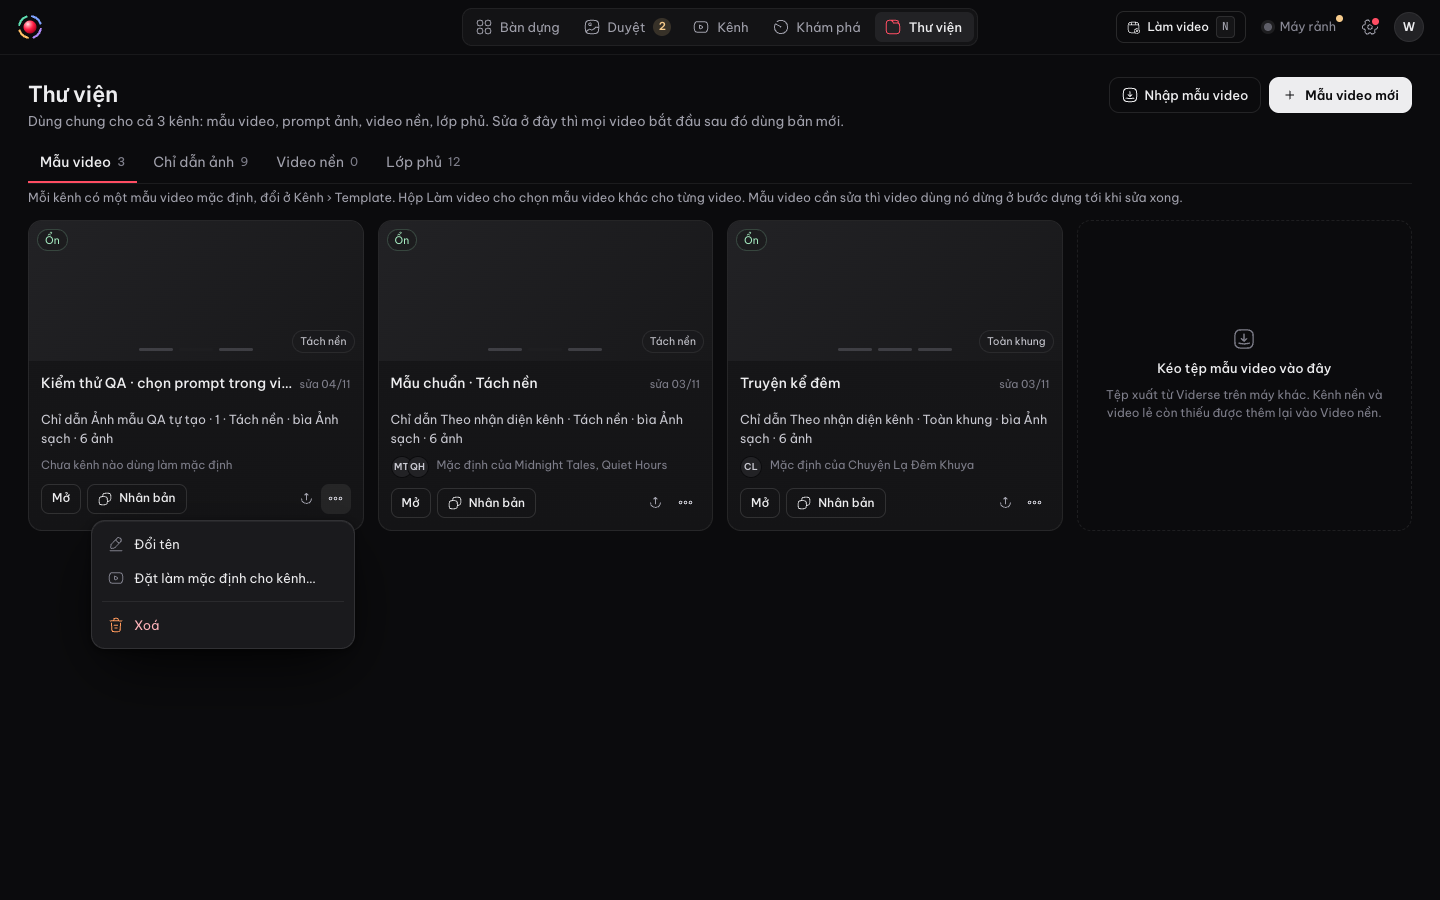 Bàn dựng
Duyệt 2
Kênh
Khám phá
Thư viện
Làm video N
Máy rảnh
W
Thư viện
Dùng chung cho cả 3 kênh: mẫu video, prompt ảnh, video nền, lớp phủ. Sửa ở đây thì mọi video bắt đầu sau đó dùng bản mới.
Nhập mẫu video
Mẫu video mới
Mẫu video 3
Chỉ dẫn ảnh 9
Video nền 0
Lớp phủ 12
Mỗi kênh có một mẫu video mặc định, đổi ở Kênh › Template. Hộp Làm video cho chọn mẫu video khác cho từng video. Mẫu video cần sửa thì video dùng nó dừng ở bước dựng tới khi sửa xong.
Ổn
Tách nền
Kiểm thử QA · chọn prompt trong vi... sửa 04/11
Chỉ dẫn Ảnh mẫu QA tự tạo · 1 · Tách nền · bìa Ảnh
sạch · 6 ảnh
Chưa kênh nào dùng làm mặc định
Mở
Nhân bản
Đổi tên
Đặt làm mặc định cho kênh...
Xoá
Ổn
Tách nền
Mẫu chuẩn · Tách nền sửa 03/11
Chỉ dẫn Theo nhận diện kênh · Tách nền · bìa Ảnh
sạch · 6 ảnh
MT QH Mặc định của Midnight Tales, Quiet Hours
Mở
Nhân bản
Ổn
Toàn khung
Truyện kể đêm sửa 03/11
Chỉ dẫn Theo nhận diện kênh · Toàn khung · bìa Ảnh
sạch · 6 ảnh
CL Mặc định của Chuyện Lạ Đêm Khuya
Mở
Nhân bản
Kéo tệp mẫu video vào đây
Tệp xuất từ Viderse trên máy khác. Kênh nền và
video lẻ còn thiếu được thêm lại vào Video nền.